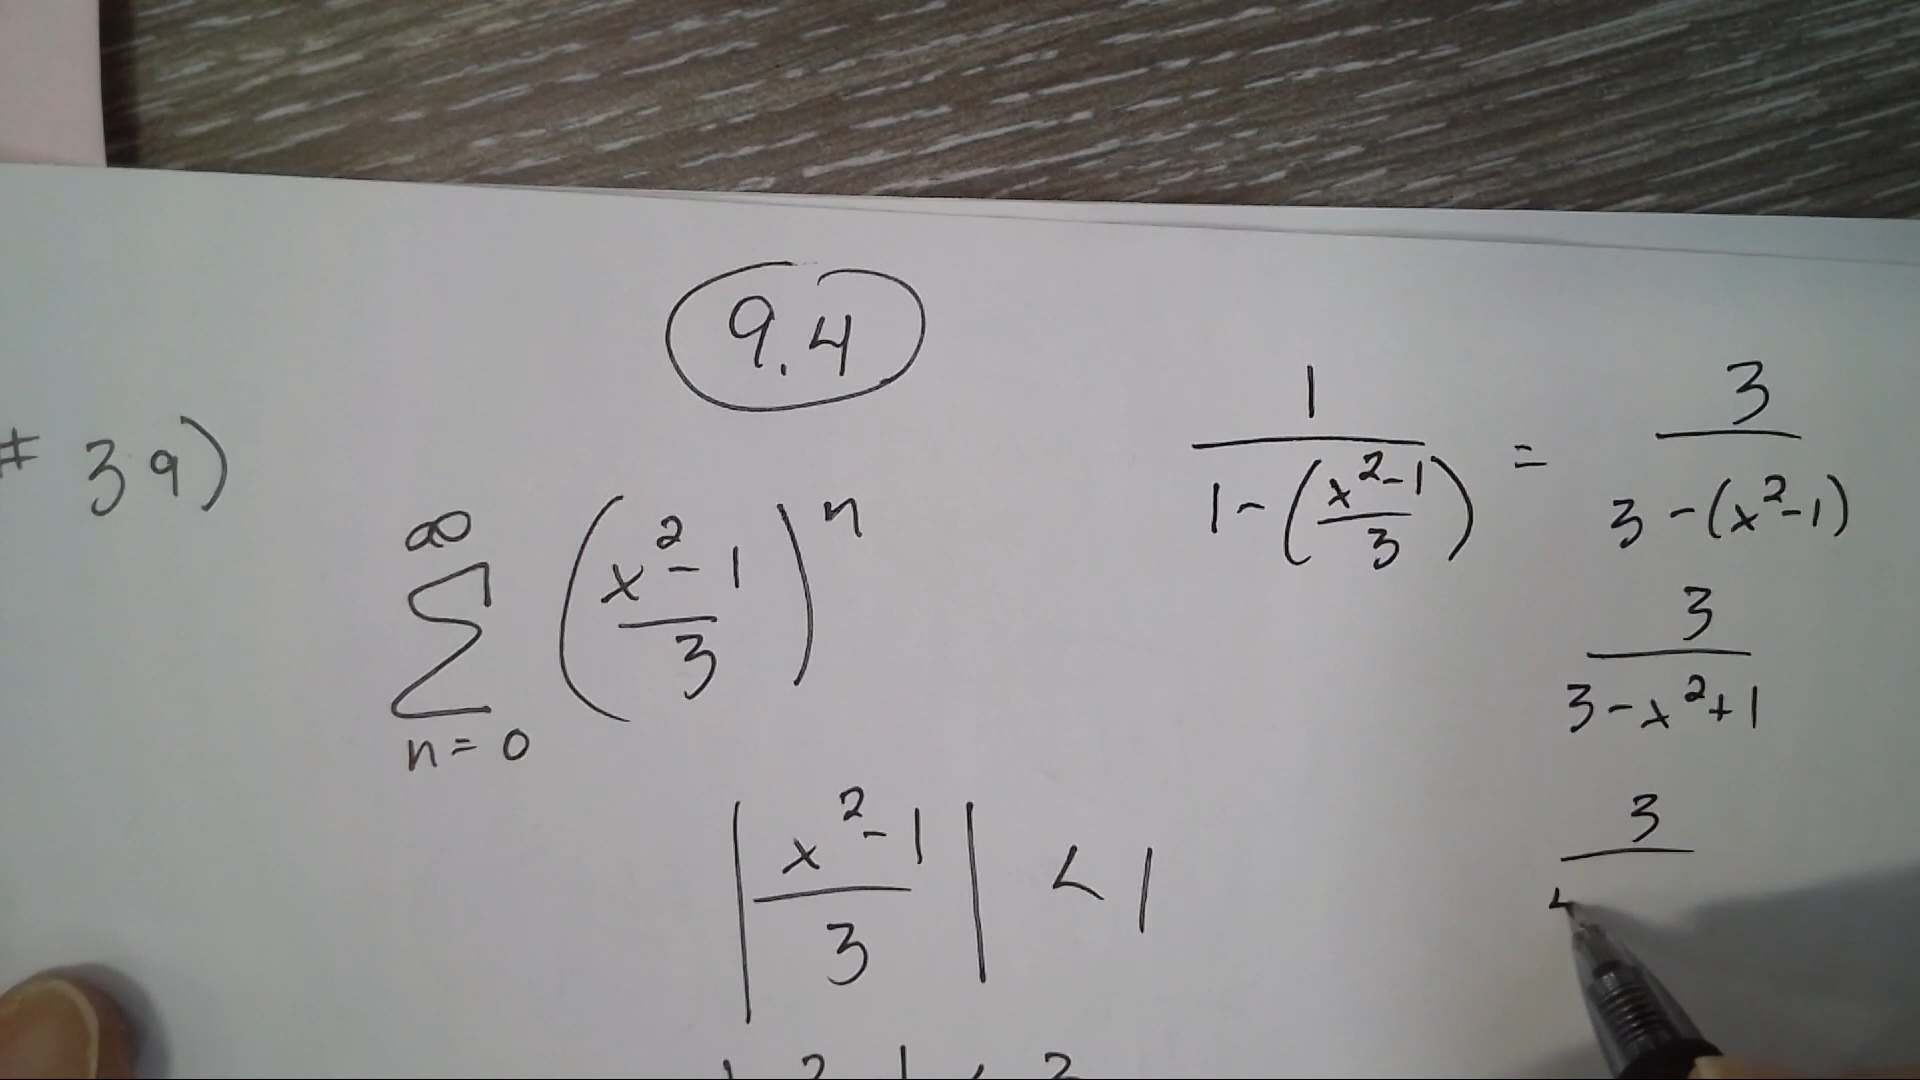 9.4
# 39)
∞
∑ ( (x² - 1) / 3 )ⁿ
n = 0
| (x² - 1) / 3 | < 1
1 / (1 - ((x² - 1) / 3)) = 3 / (3 - (x² - 1))
3 / (3 - x² + 1)
3